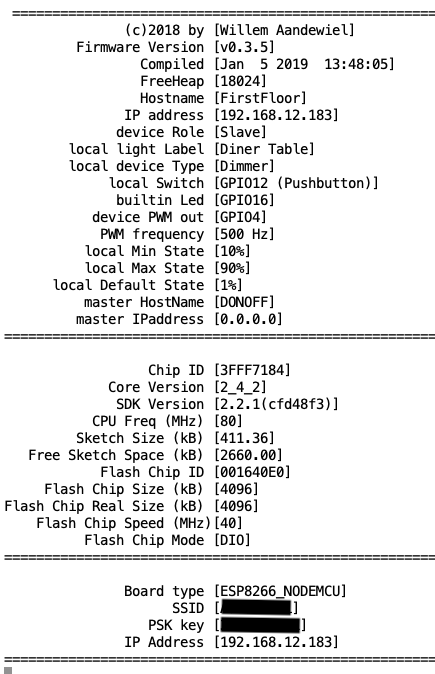 ======================================================
(c)2018 by [Willem Aandewiel]
Firmware Version [v0.3.5]
Compiled [Jan  5 2019  13:48:05]
FreeHeap [18024]
Hostname [FirstFloor]
IP address [192.168.12.183]
device Role [Slave]
local light Label [Diner Table]
local device Type [Dimmer]
local Switch [GPIO12 (Pushbutton)]
builtin Led [GPIO16]
device PWM out [GPIO4]
PWM frequency [500 Hz]
local Min State [10%]
local Max State [90%]
local Default State [1%]
master HostName [DONOFF]
master IPaddress [0.0.0.0]
======================================================
Chip ID [3FFF7184]
Core Version [2_4_2]
SDK Version [2.2.1(cfd48f3)]
CPU Freq (MHz) [80]
Sketch Size (kB) [411.36]
Free Sketch Space (kB) [2660.00]
Flash Chip ID [001640E0]
Flash Chip Size (kB) [4096]
Flash Chip Real Size (kB) [4096]
Flash Chip Speed (MHz)[40]
Flash Chip Mode [DIO]
======================================================
Board type [ESP8266_NODEMCU]
SSID [ ]
PSK key [ ]
IP Address [192.168.12.183]
======================================================